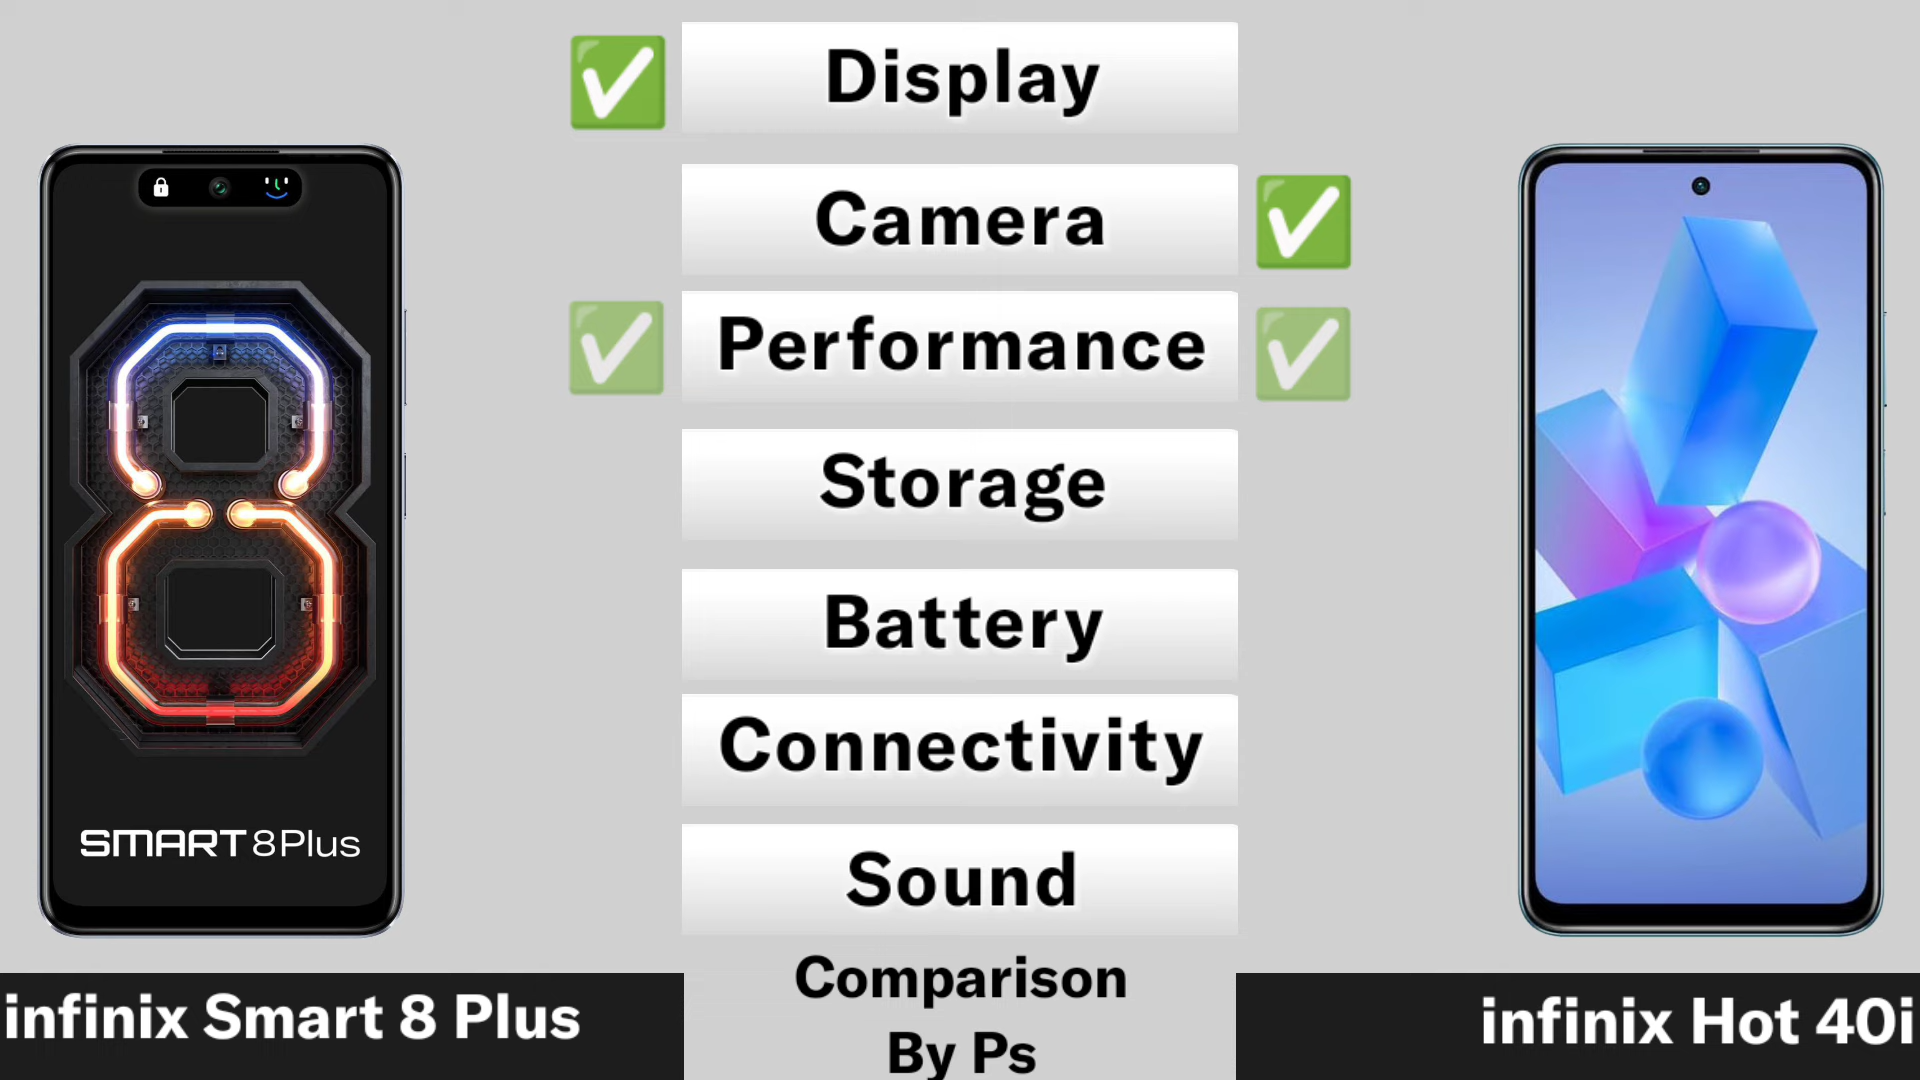 Display
Camera
Performance
Storage
Battery
Connectivity
Sound
SMART 8Plus
Comparison
By Ps
infinix Smart 8 Plus
infinix Hot 40i